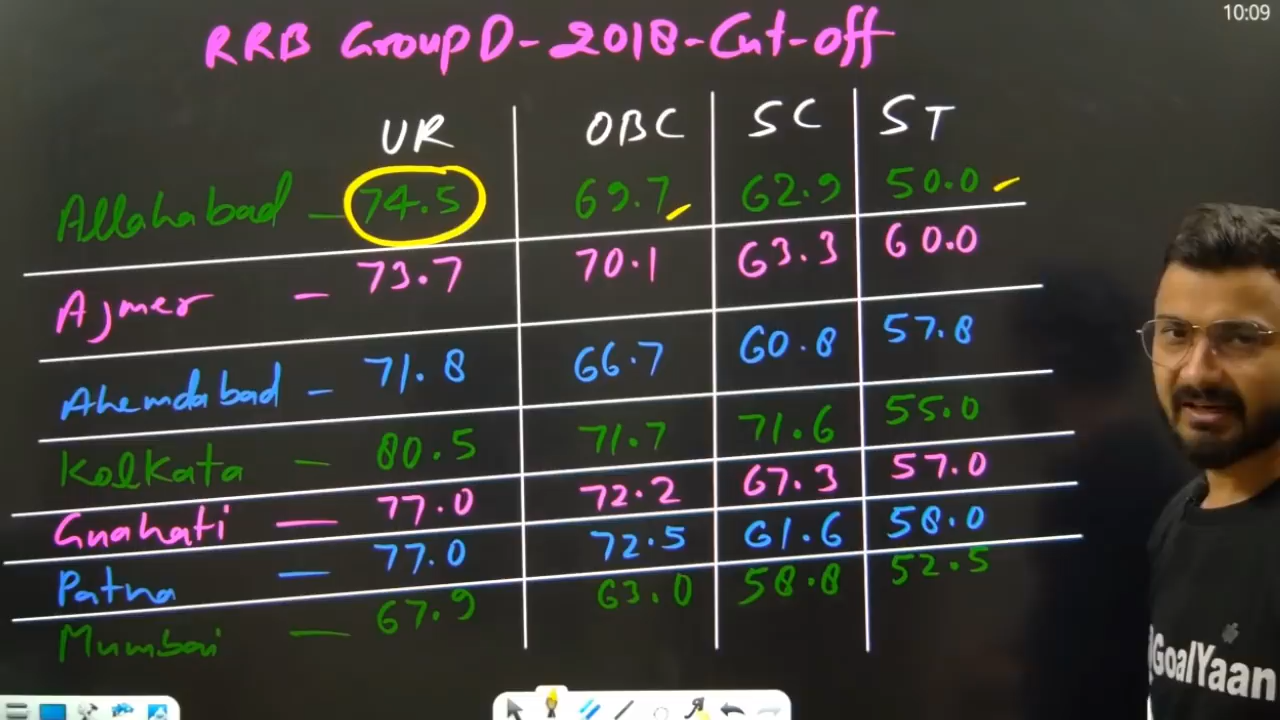 10:09
RRB Group D-2018-Cut-off
UR OBC SC ST
Allahabad - 74.5 69.7 62.9 50.0
Ajmer - 73.7 70.1 63.3 60.0
Ahemdabad - 71.8 66.7 60.8 57.8
Kolkata - 80.5 71.7 71.6 55.0
Guahati - 77.0 72.2 67.3 57.0
Patna - 77.0 72.5 61.6 58.0
Mumbai - 67.9 63.0 58.8 52.5
GoalYaan